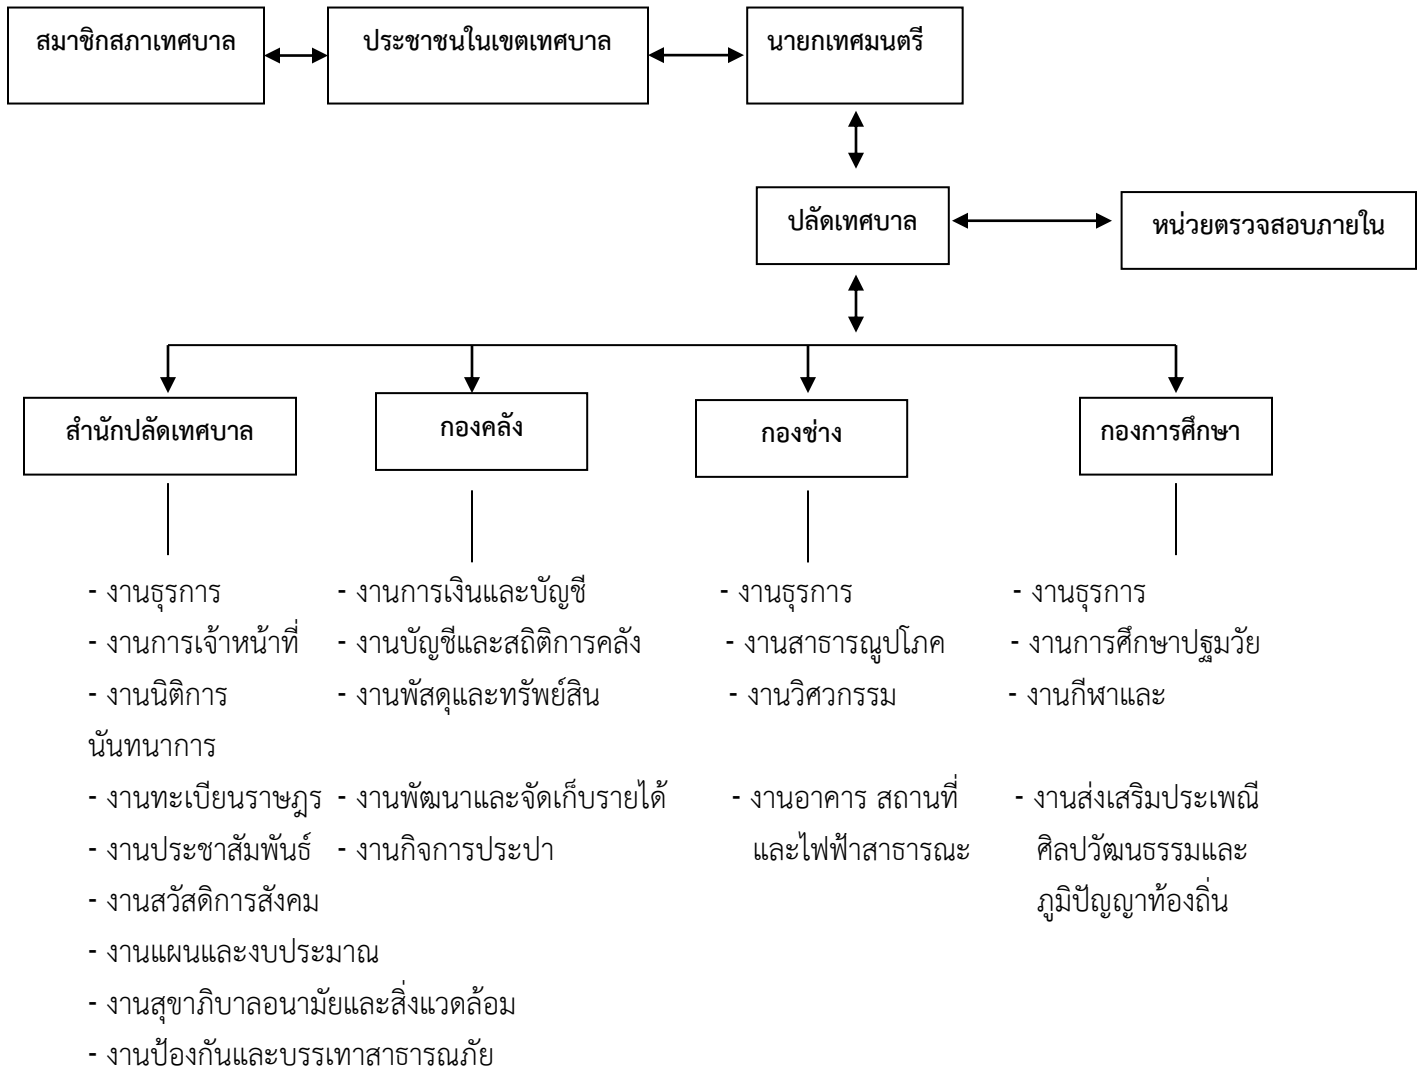 สมาชิกสภาเทศบาล
ประชาชนในเขตเทศบาล
นายกเทศมนตรี
ปลัดเทศบาล
หน่วยตรวจสอบภายใน
สำนักปลัดเทศบาล
กองคลัง
กองช่าง
กองการศึกษา
- งานธุรการ - งานการเงินและบัญชี - งานธุรการ - งานธุรการ
- งานการเจ้าหน้าที่ - งานบัญชีและสถิติการคลัง - งานสาธารณูปโภค - งานการศึกษาปฐมวัย
- งานนิติการ - งานพัสดุและทรัพย์สิน - งานวิศวกรรม - งานกีฬาและ
นันทนาการ
- งานทะเบียนราษฎร - งานพัฒนาและจัดเก็บรายได้ - งานอาคาร สถานที่ - งานส่งเสริมประเพณี
- งานประชาสัมพันธ์ - งานกิจการประปา และไฟฟ้าสาธารณะ ศิลปวัฒนธรรมและ
- งานสวัสดิการสังคม ภูมิปัญญาท้องถิ่น
- งานแผนและงบประมาณ
- งานสุขาภิบาลอนามัยและสิ่งแวดล้อม
- งานป้องกันและบรรเทาสาธารณภัย